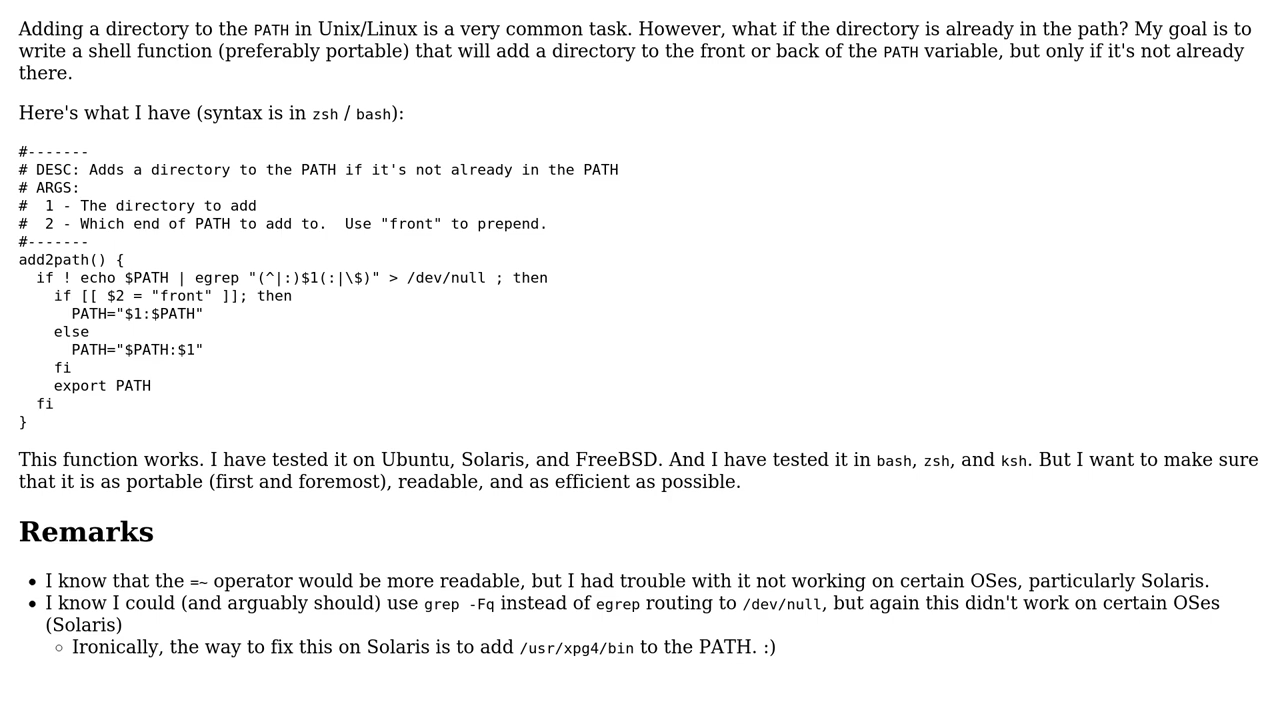 Adding a directory to the PATH in Unix/Linux is a very common task. However, what if the directory is already in the path? My goal is to
write a shell function (preferably portable) that will add a directory to the front or back of the PATH variable, but only if it's not already
there.
Here's what I have (syntax is in zsh / bash):
#-------
# DESC: Adds a directory to the PATH if it's not already in the PATH
# ARGS:
#  1 - The directory to add
#  2 - Which end of PATH to add to.  Use "front" to prepend.
#-------
add2path() {
  if ! echo $PATH | egrep "(^|:)$1(:|\$)" > /dev/null ; then
    if [[ $2 = "front" ]]; then
      PATH="$1:$PATH"
    else
      PATH="$PATH:$1"
    fi
    export PATH
  fi
}
This function works. I have tested it on Ubuntu, Solaris, and FreeBSD. And I have tested it in bash, zsh, and ksh. But I want to make sure
that it is as portable (first and foremost), readable, and as efficient as possible.
Remarks
• I know that the =~ operator would be more readable, but I had trouble with it not working on certain OSes, particularly Solaris.
• I know I could (and arguably should) use grep -Fq instead of egrep routing to /dev/null, but again this didn't work on certain OSes
(Solaris)
◦ Ironically, the way to fix this on Solaris is to add /usr/xpg4/bin to the PATH. :)